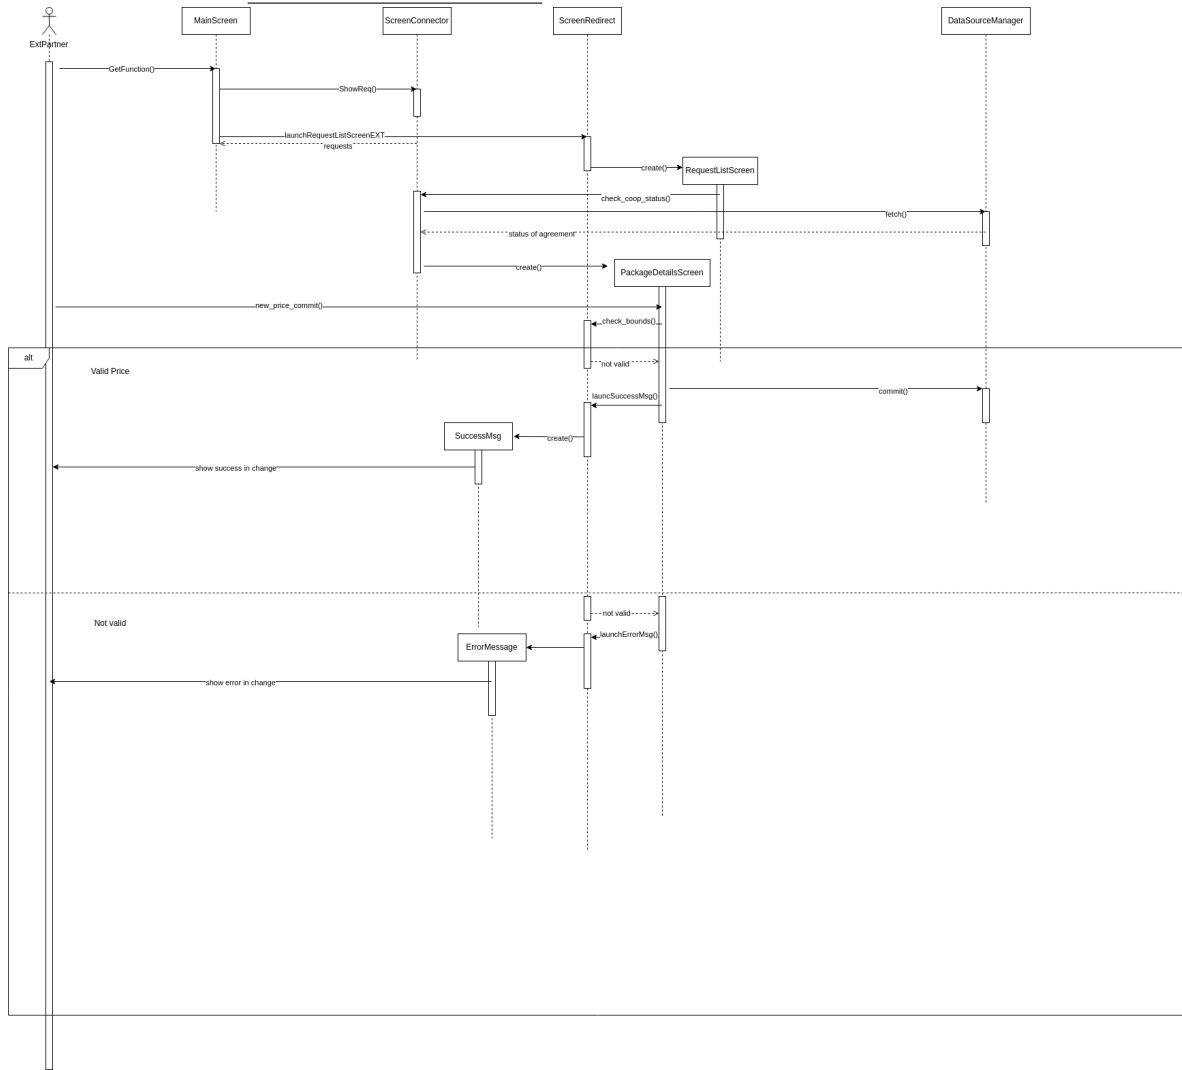 MainScreen
ScreenConnector
ScreenRedirect
DataSourceManager
ExtPartner
GetFunction()
ShowReq()
launchRequestListScreenEXT
requests
create()
RequestListScreen
check_coop_status()
fetch()
status of agreement
create()
PackageDetailsScreen
new_price_commit()
check_bounds()
alt
not valid
Valid Price
commit()
launcSuccessMsg()
SuccessMsg
create()
show success in change
not valid
Not valid
launchErrorMsg()
ErrorMessage
show error in change